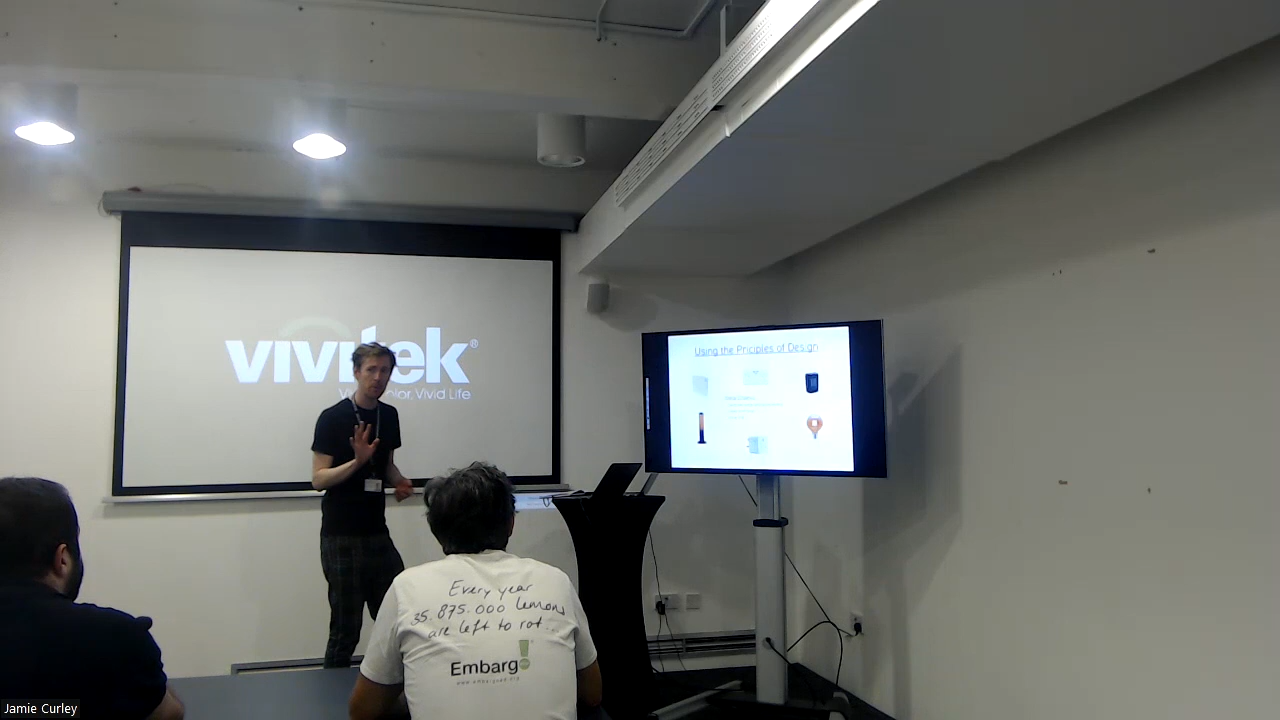 vivitek®
Vivid Color, Vivid Life
Using the Priciples of Design
Every year
35.875.000 lemons
are left to rot...
Embargo
Jamie Curley